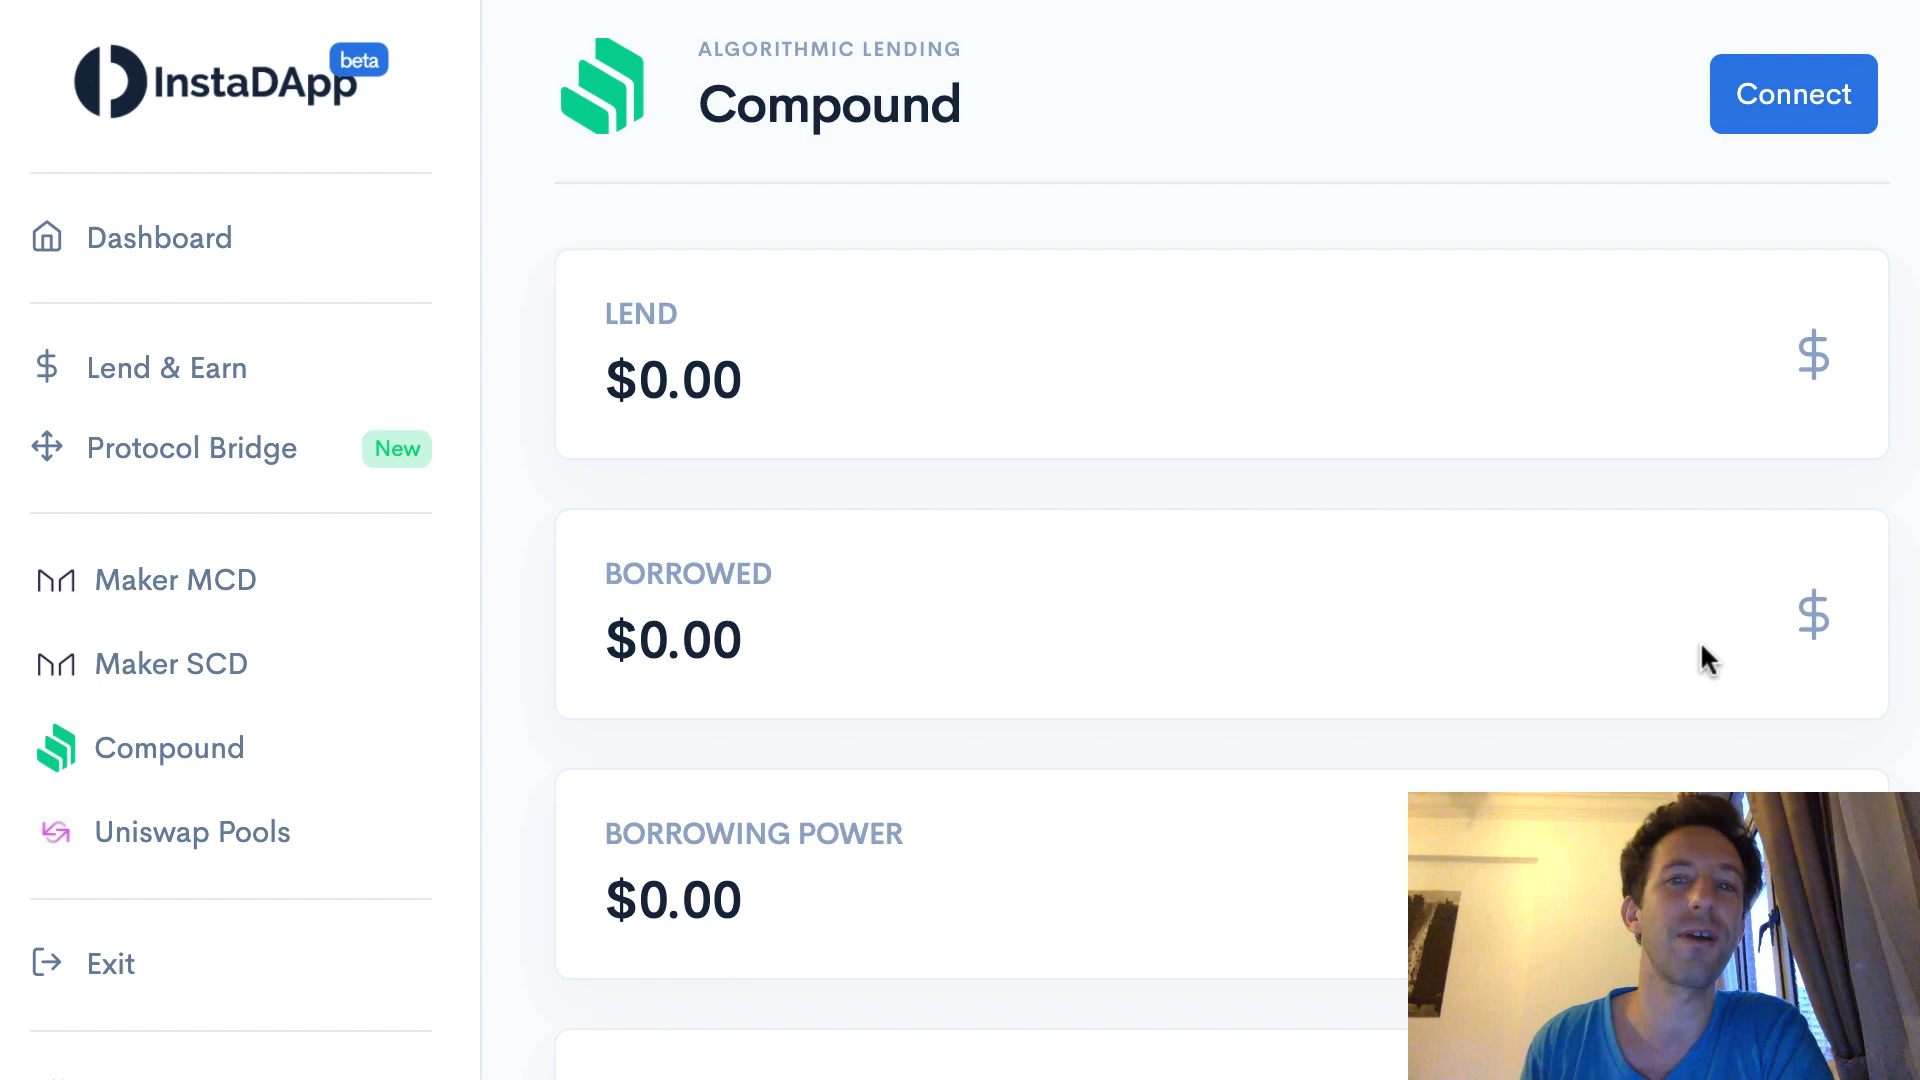 InstaDApp
beta
Dashboard
Lend & Earn
Protocol Bridge
New
Maker MCD
Maker SCD
Compound
Uniswap Pools
Exit
ALGORITHMIC LENDING
Compound
Connect
LEND
$0.00
$
BORROWED
$0.00
$
BORROWING POWER
$0.00